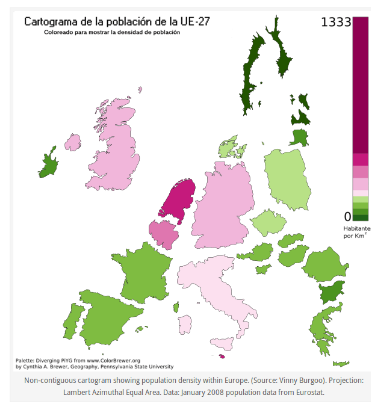 Cartograma de la población de la UE-27
Coloreado para mostrar la densidad de población
1333
0
Habitante
por Km²
Palette: Diverging PiYG from www.ColorBrewer.org
by Cynthia A. Brewer, Geography, Pennsylvania State University
Non-contiguous cartogram showing population density within Europe. (Source: Vinny Burgoo). Projection:
Lambert Azimuthal Equal Area. Data: January 2008 population data from Eurostat.